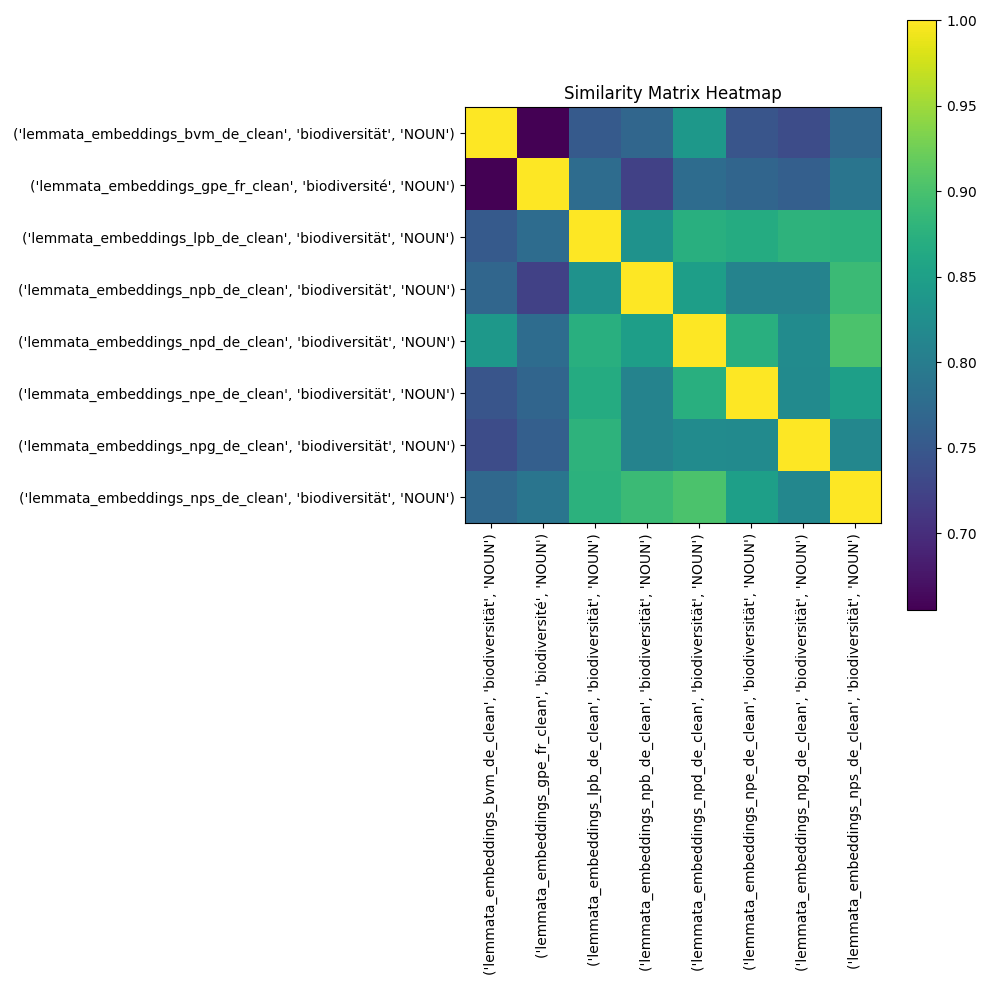 Similarity Matrix Heatmap
('lemmata_embeddings_bvm_de_clean', 'biodiversität', 'NOUN')
('lemmata_embeddings_gpe_fr_clean', 'biodiversité', 'NOUN')
('lemmata_embeddings_lpb_de_clean', 'biodiversität', 'NOUN')
('lemmata_embeddings_npb_de_clean', 'biodiversität', 'NOUN')
('lemmata_embeddings_npd_de_clean', 'biodiversität', 'NOUN')
('lemmata_embeddings_npe_de_clean', 'biodiversität', 'NOUN')
('lemmata_embeddings_npg_de_clean', 'biodiversität', 'NOUN')
('lemmata_embeddings_nps_de_clean', 'biodiversität', 'NOUN')
('lemmata_embeddings_bvm_de_clean', 'biodiversität', 'NOUN')
('lemmata_embeddings_gpe_fr_clean', 'biodiversité', 'NOUN')
('lemmata_embeddings_lpb_de_clean', 'biodiversität', 'NOUN')
('lemmata_embeddings_npb_de_clean', 'biodiversität', 'NOUN')
('lemmata_embeddings_npd_de_clean', 'biodiversität', 'NOUN')
('lemmata_embeddings_npe_de_clean', 'biodiversität', 'NOUN')
('lemmata_embeddings_npg_de_clean', 'biodiversität', 'NOUN')
('lemmata_embeddings_nps_de_clean', 'biodiversität', 'NOUN')
1.00
0.95
0.90
0.85
0.80
0.75
0.70